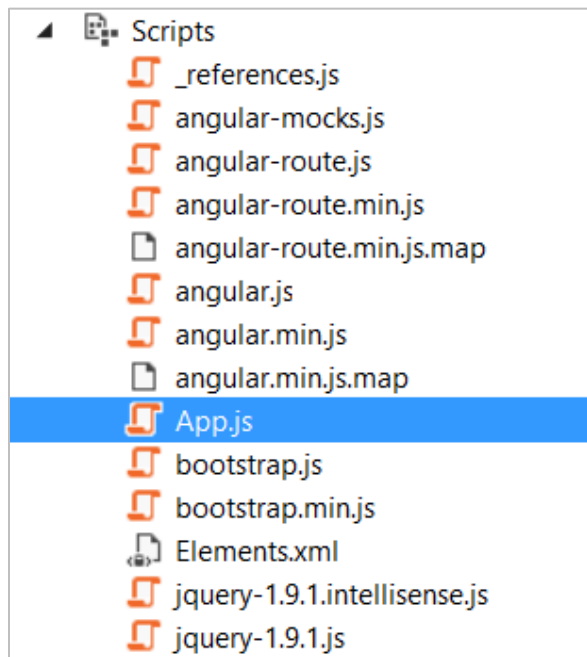 Scripts
_references.js
angular-mocks.js
angular-route.js
angular-route.min.js
angular-route.min.js.map
angular.js
angular.min.js
angular.min.js.map
App.js
bootstrap.js
bootstrap.min.js
Elements.xml
jquery-1.9.1.intellisense.js
jquery-1.9.1.js